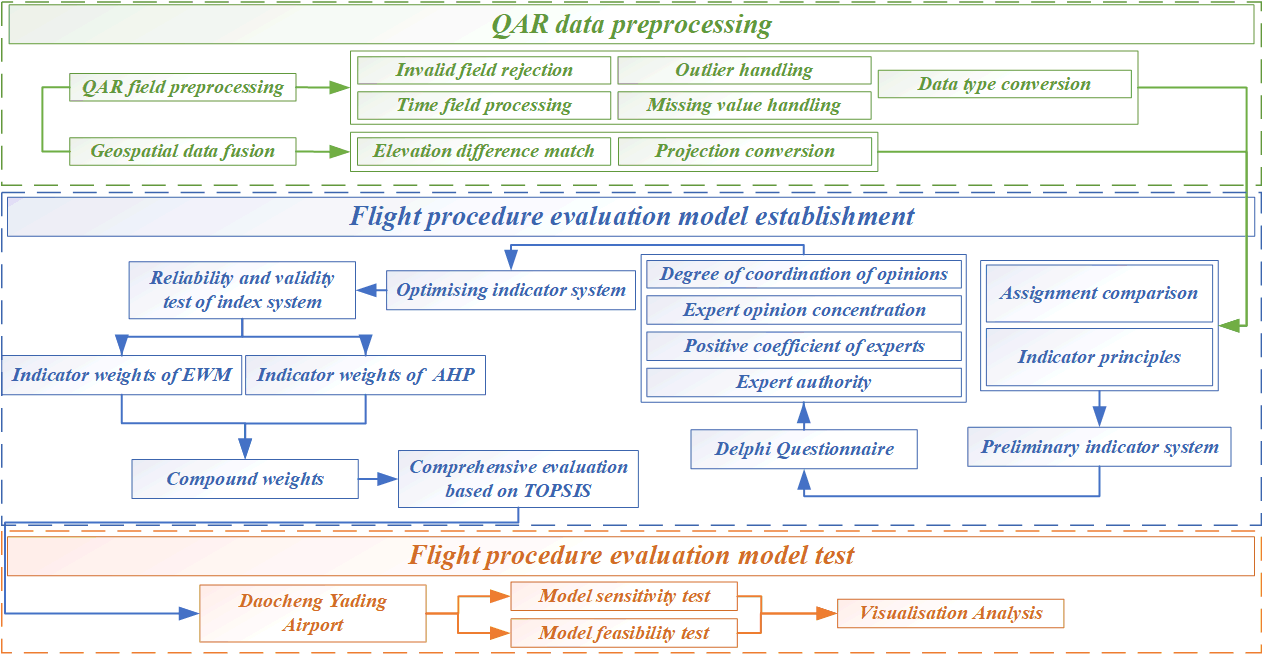 QAR data preprocessing
QAR field preprocessing
Invalid field rejection
Outlier handling
Data type conversion
Time field processing
Missing value handling
Geospatial data fusion
Elevation difference match
Projection conversion
Flight procedure evaluation model establishment
Reliability and validity
test of index system
Optimising indicator system
Degree of coordination of opinions
Expert opinion concentration
Positive coefficient of experts
Expert authority
Assignment comparison
Indicator principles
Indicator weights of EWM
Indicator weights of AHP
Delphi Questionnaire
Preliminary indicator system
Compound weights
Comprehensive evaluation
based on TOPSIS
Flight procedure evaluation model test
Daocheng Yading
Airport
Model sensitivity test
Model feasibility test
Visualisation Analysis